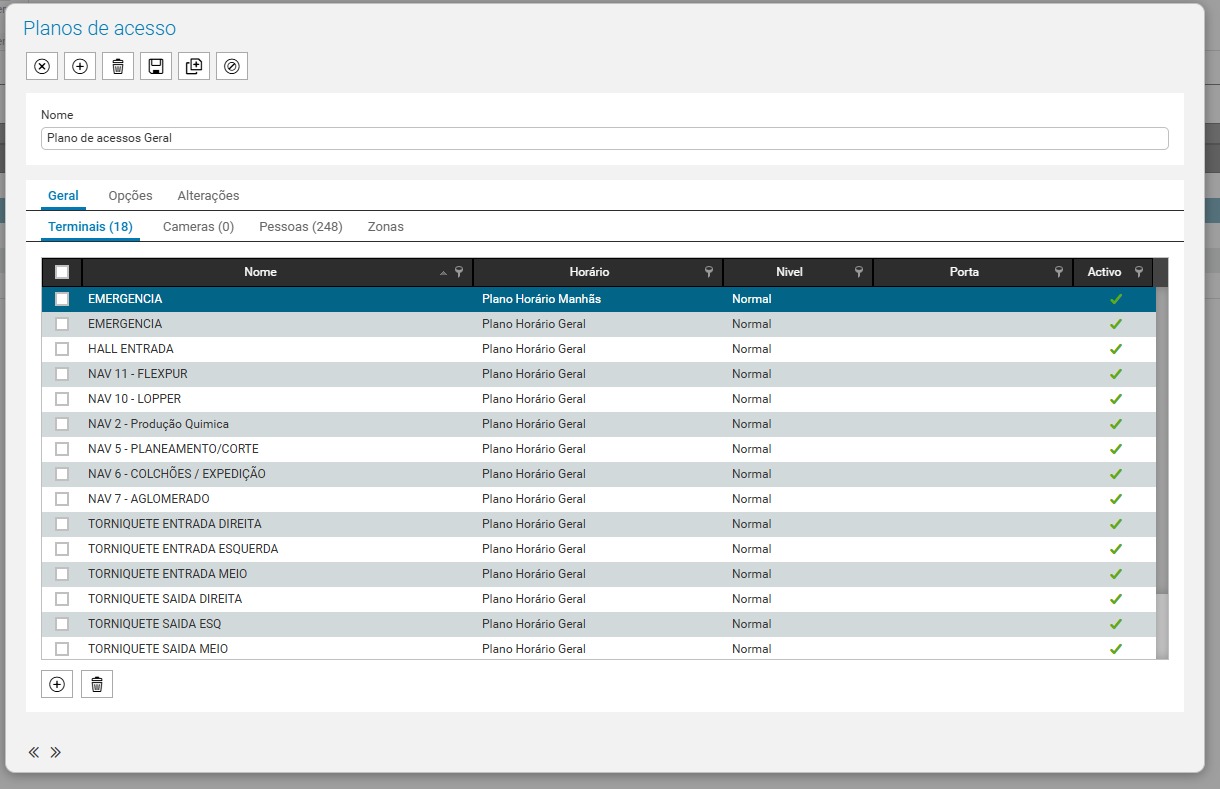 Planos de acesso
Nome
Plano de acessos Geral
Geral Opções Alterações
Terminais (18) Cameras (0) Pessoas (248) Zonas
Nome Horário Nivel Porta Activo
EMERGENCIA Plano Horário Manhãs Normal
EMERGENCIA Plano Horário Geral Normal
HALL ENTRADA Plano Horário Geral Normal
NAV 11 - FLEXPUR Plano Horário Geral Normal
NAV 10 - LOPPER Plano Horário Geral Normal
NAV 2 - Produção Quimica Plano Horário Geral Normal
NAV 5 - PLANEAMENTO/CORTE Plano Horário Geral Normal
NAV 6 - COLCHÕES / EXPEDIÇÃO Plano Horário Geral Normal
NAV 7 - AGLOMERADO Plano Horário Geral Normal
TORNIQUETE ENTRADA DIREITA Plano Horário Geral Normal
TORNIQUETE ENTRADA ESQUERDA Plano Horário Geral Normal
TORNIQUETE ENTRADA MEIO Plano Horário Geral Normal
TORNIQUETE SAIDA DIREITA Plano Horário Geral Normal
TORNIQUETE SAIDA ESQ Plano Horário Geral Normal
TORNIQUETE SAIDA MEIO Plano Horário Geral Normal